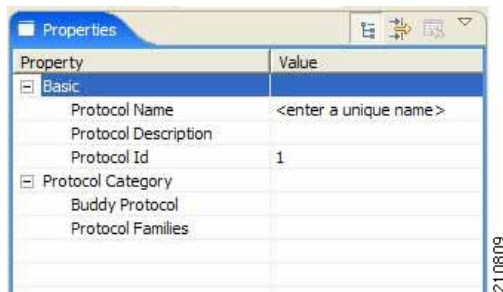 Properties
Property Value
Basic
Protocol Name <enter a unique name>
Protocol Description
Protocol Id 1
Protocol Category
Buddy Protocol
Protocol Families
210809